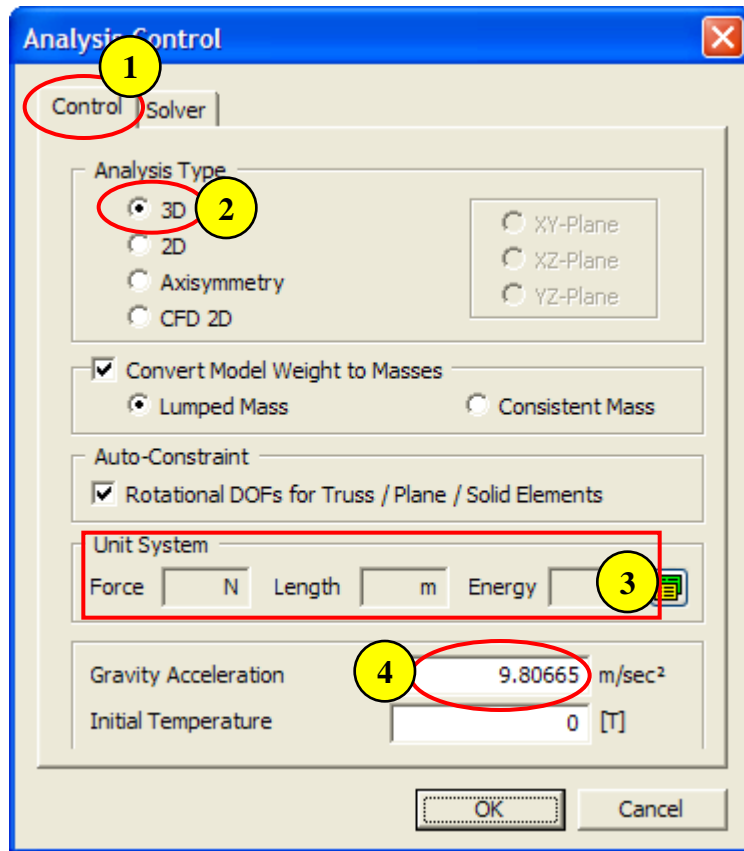 Analysis Control
1
Control Solver
Analysis Type
3D 2
2D
Axisymmetry
CFD 2D
XY-Plane
XZ-Plane
YZ-Plane
Convert Model Weight to Masses
Lumped Mass Consistent Mass
Auto-Constraint
Rotational DOFs for Truss / Plane / Solid Elements
Unit System
Force N Length m Energy 3
Gravity Acceleration 4 9.80665 m/sec²
Initial Temperature 0 [T]
OK Cancel